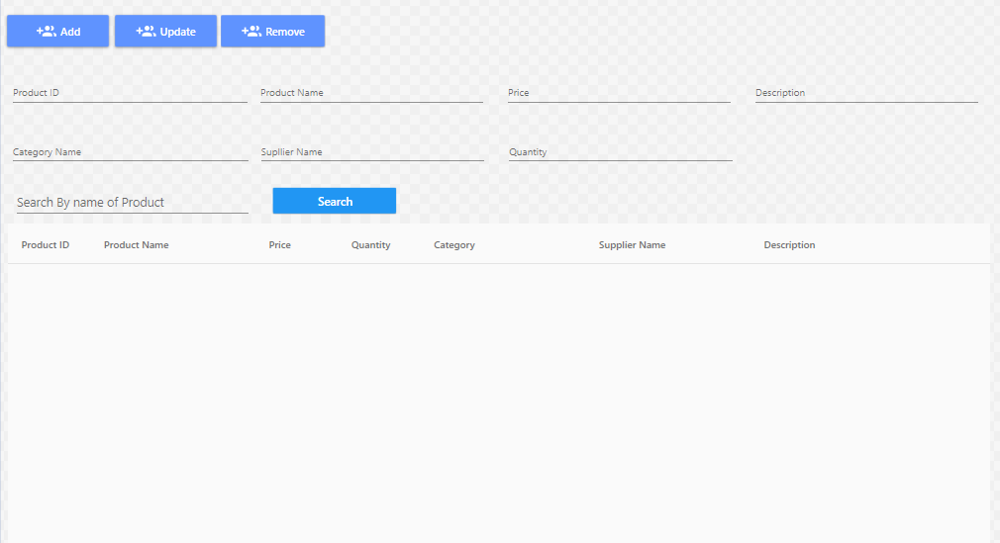 Add Update Remove
Product ID Product Name Price Description
Category Name Supllier Name Quantity
Search By name of Product Search
Product ID Product Name Price Quantity Category Supplier Name Description